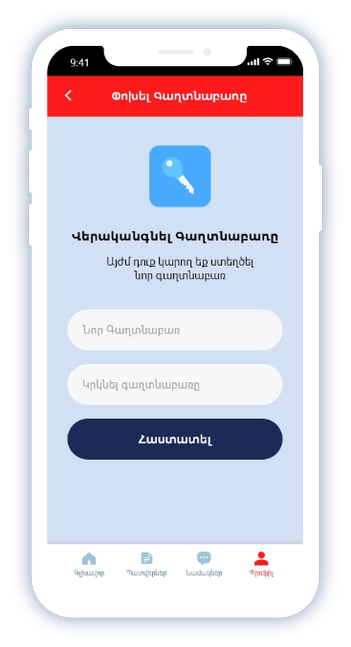 9:41
Փոխել Գաղտնաբառը
Վերականգնել Գաղտնաբառը
Այժմ դուք կարող եք ստեղծել
նոր գաղտնաբառ
Նոր Գաղտնաբառ
Կրկնել գաղտնաբառը
Հաստատել
Գլխավոր Պատվերներ Նամակներ Պրոֆիլ